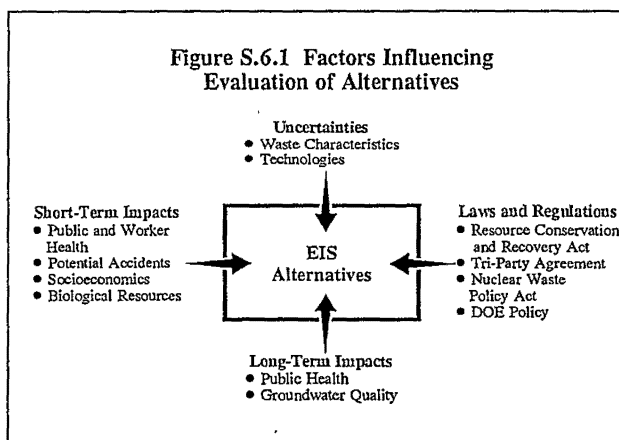 Figure S.6.1 Factors Influencing
Evaluation of Alternatives
Uncertainties
● Waste Characteristics
● Technologies
Short-Term Impacts
● Public and Worker
Health
● Potential Accidents
● Socioeconomics
● Biological Resources
EIS
Alternatives
Laws and Regulations
● Resource Conservation
and Recovery Act
● Tri-Party Agreement
● Nuclear Waste
Policy Act
● DOE Policy
Long-Term Impacts
● Public Health
● Groundwater Quality